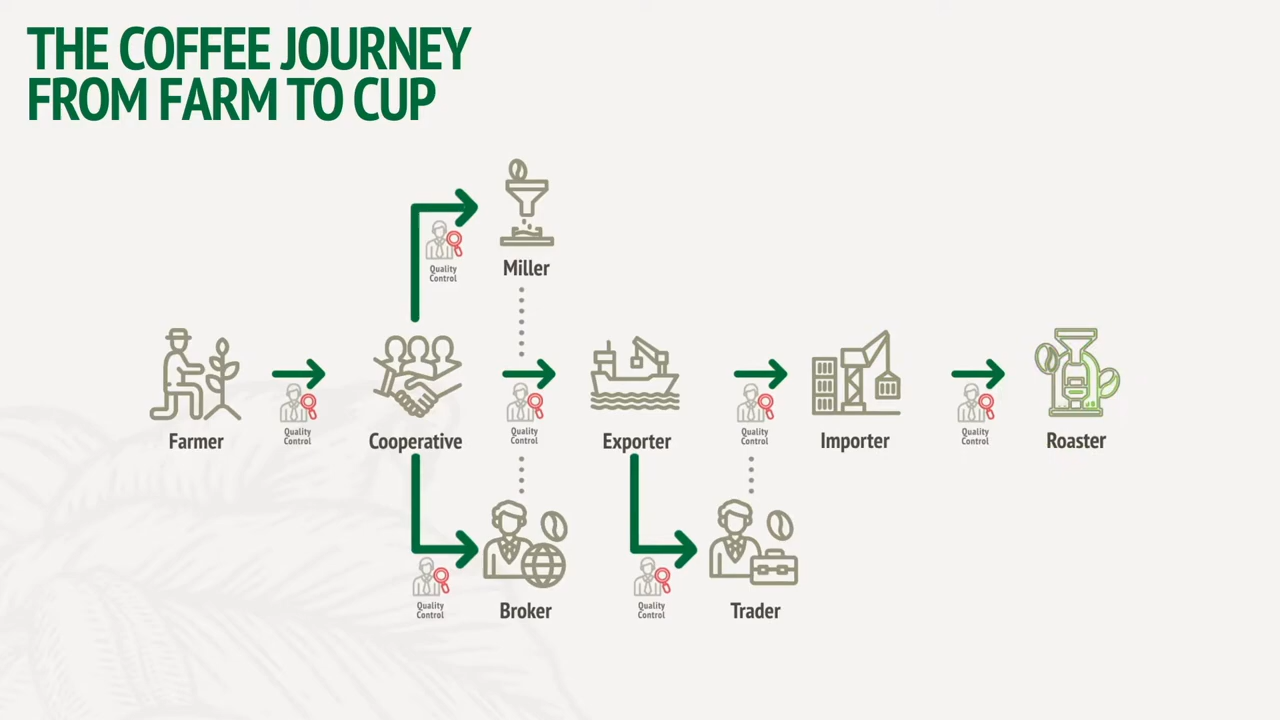 THE COFFEE JOURNEY
FROM FARM TO CUP
Quality
Control
Miller
Farmer
Quality
Control
Cooperative
Quality
Control
Exporter
Quality
Control
Importer
Quality
Control
Roaster
Quality
Control
Broker
Quality
Control
Trader